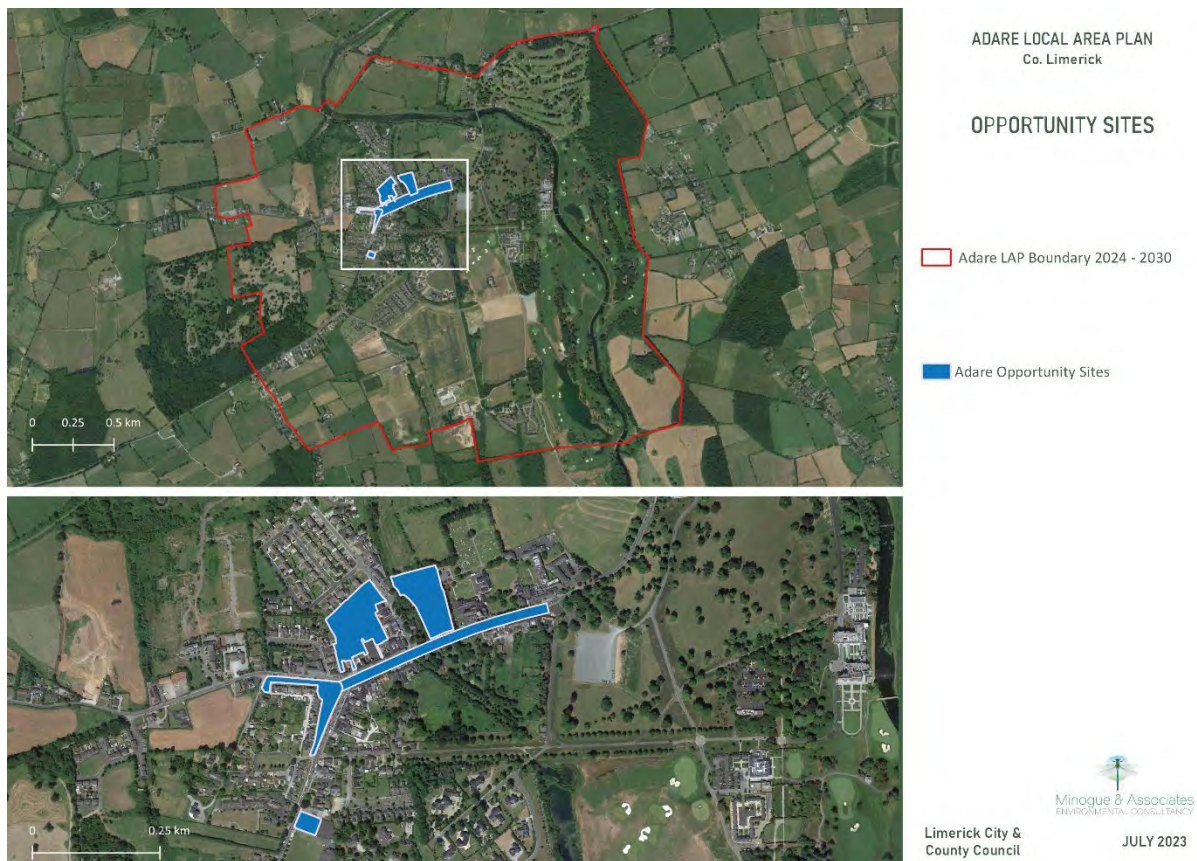 ADARE LOCAL AREA PLAN
Co. Limerick
OPPORTUNITY SITES
Adare LAP Boundary 2024 - 2030
Adare Opportunity Sites
0 0.25 0.5 km
0 0.25 km
Minogue & Associates
ENVIRONMENTAL CONSULTANCY
Limerick City &
County Council
JULY 2023